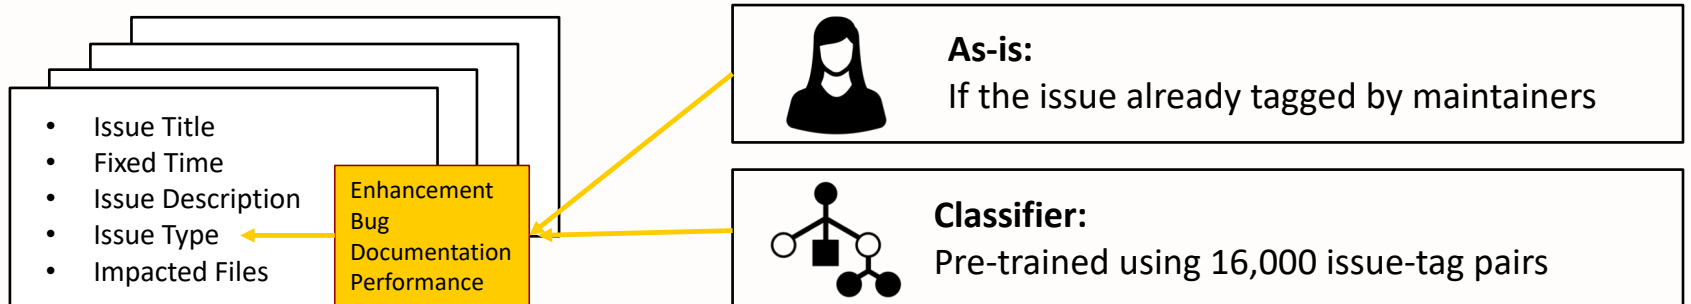 • Issue Title
• Fixed Time
• Issue Description
• Issue Type
• Impacted Files
Enhancement
Bug
Documentation
Performance
As-is:
If the issue already tagged by maintainers
Classifier:
Pre-trained using 16,000 issue-tag pairs